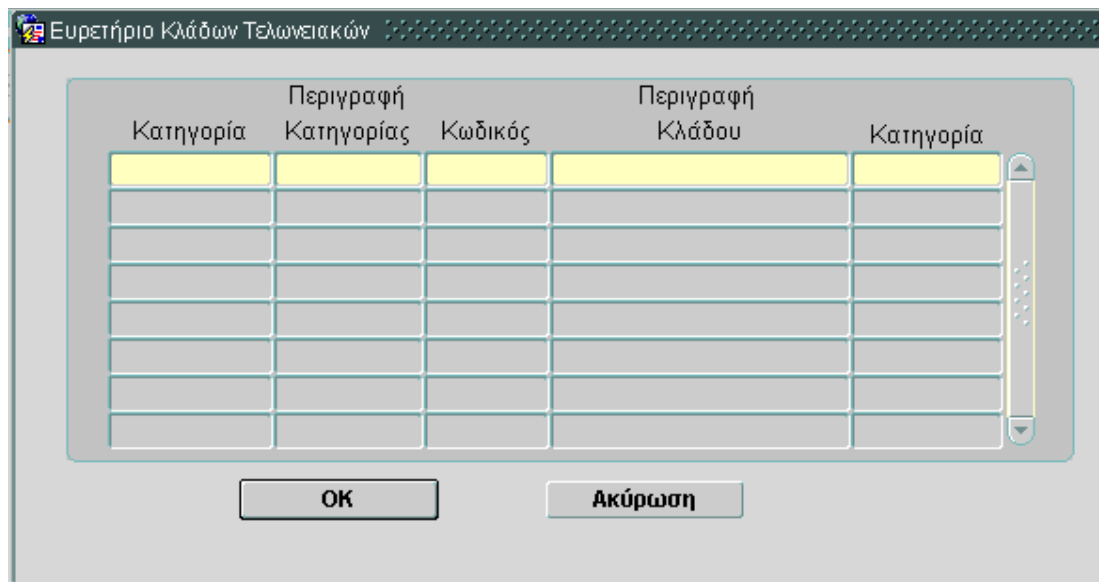 Ευρετήριο Κλάδων Τελωνειακών
Περιγραφή Περιγραφή
Κατηγορία Κατηγορίας Κωδικός Κλάδου Κατηγορία
OK Ακύρωση